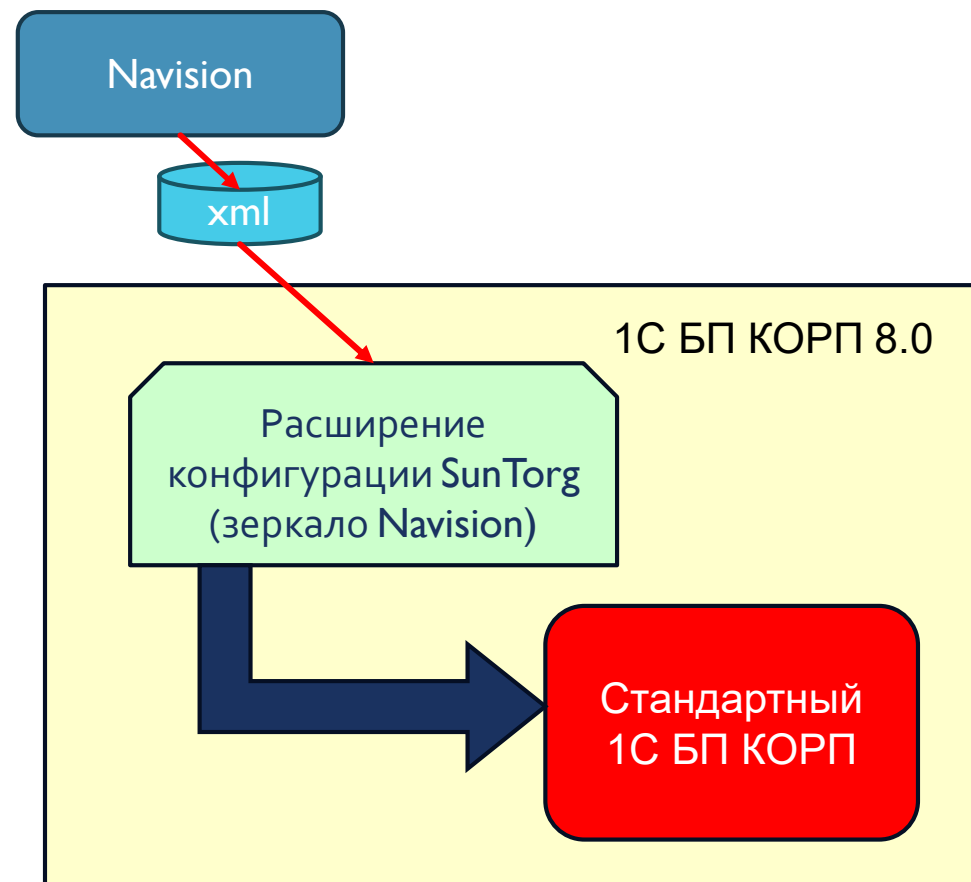 Navision
xml
1С БП КОРП 8.0
Расширение
конфигурации SunTorg
(зеркало Navision)
Стандартный
1С БП КОРП